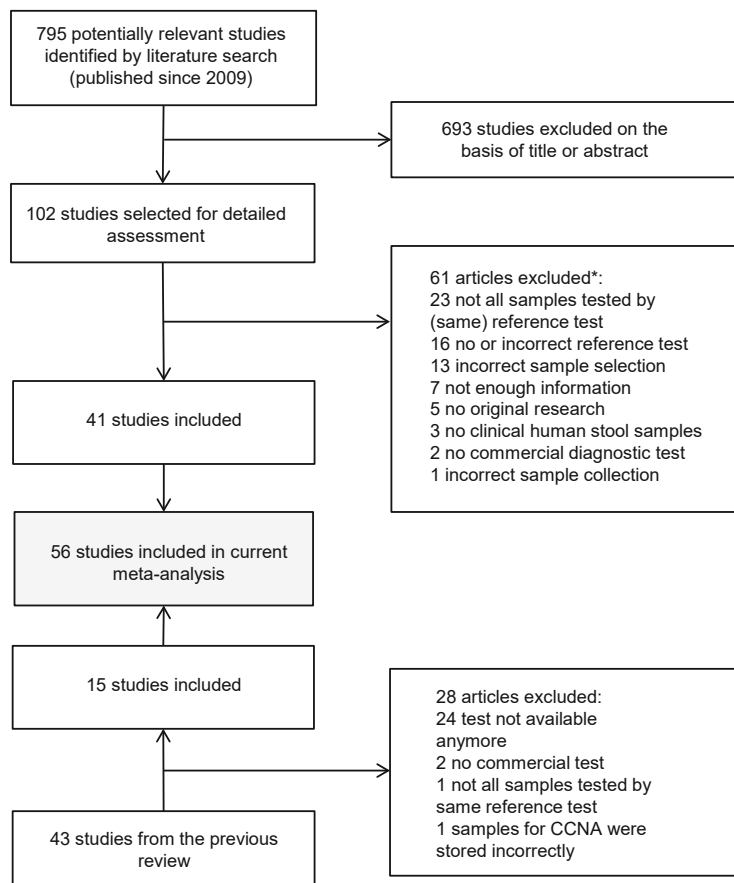 795 potentially relevant studies
identified by literature search
(published since 2009)
693 studies excluded on the
basis of title or abstract
102 studies selected for detailed
assessment
61 articles excluded*:
23 not all samples tested by
(same) reference test
16 no or incorrect reference test
13 incorrect sample selection
7 not enough information
5 no original research
3 no clinical human stool samples
2 no commercial diagnostic test
1 incorrect sample collection
41 studies included
56 studies included in current
meta-analysis
15 studies included
28 articles excluded:
24 test not available
anymore
2 no commercial test
1 not all samples tested by
same reference test
1 samples for CCNA were
stored incorrectly
43 studies from the previous
review